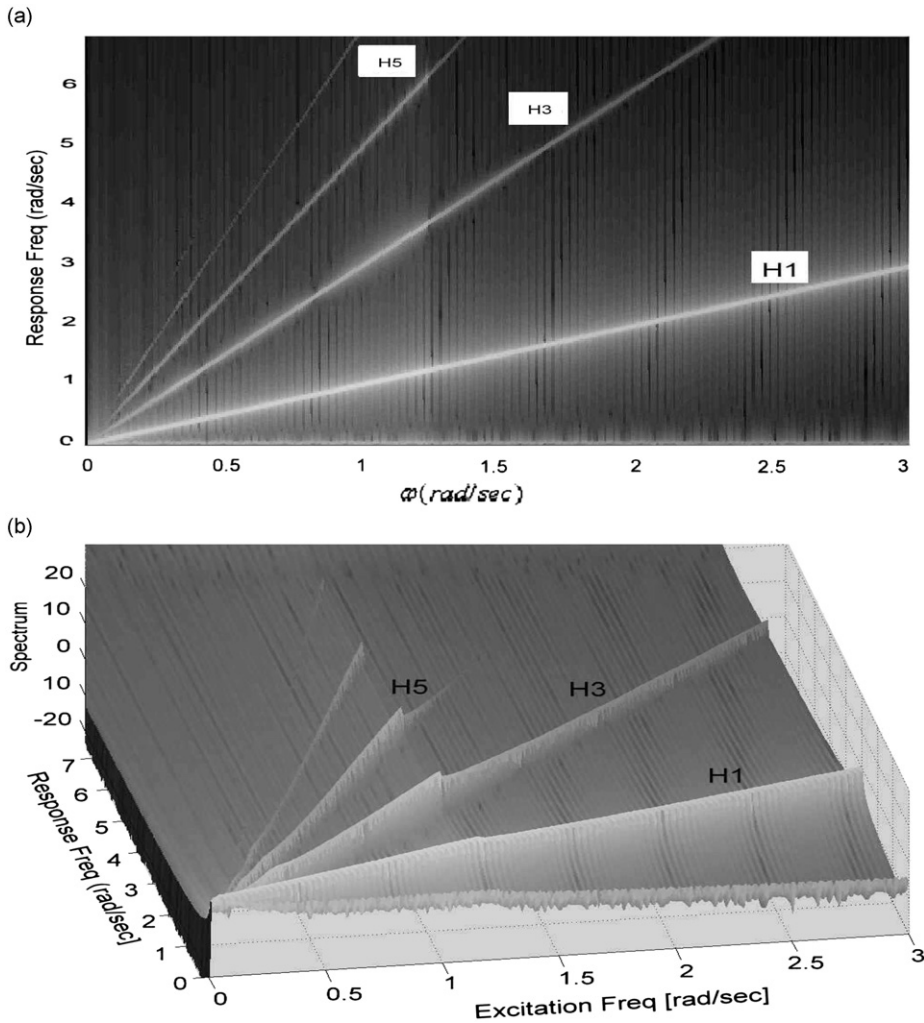 (a)
H5
H3
H1
Response Freq (rad/sec)
6
5
4
3
2
1
0
0 0.5 1 1.5 2 2.5 3
ω(rad/sec)
(b)
Spectrum
20
10
0
10
-20
H5
H3
H1
Response Freq (rad/sec]
7
6
5
4
3
2
1
0
0 0.5 1 1.5 2 2.5 3
Excitation Freq [rad/sec]